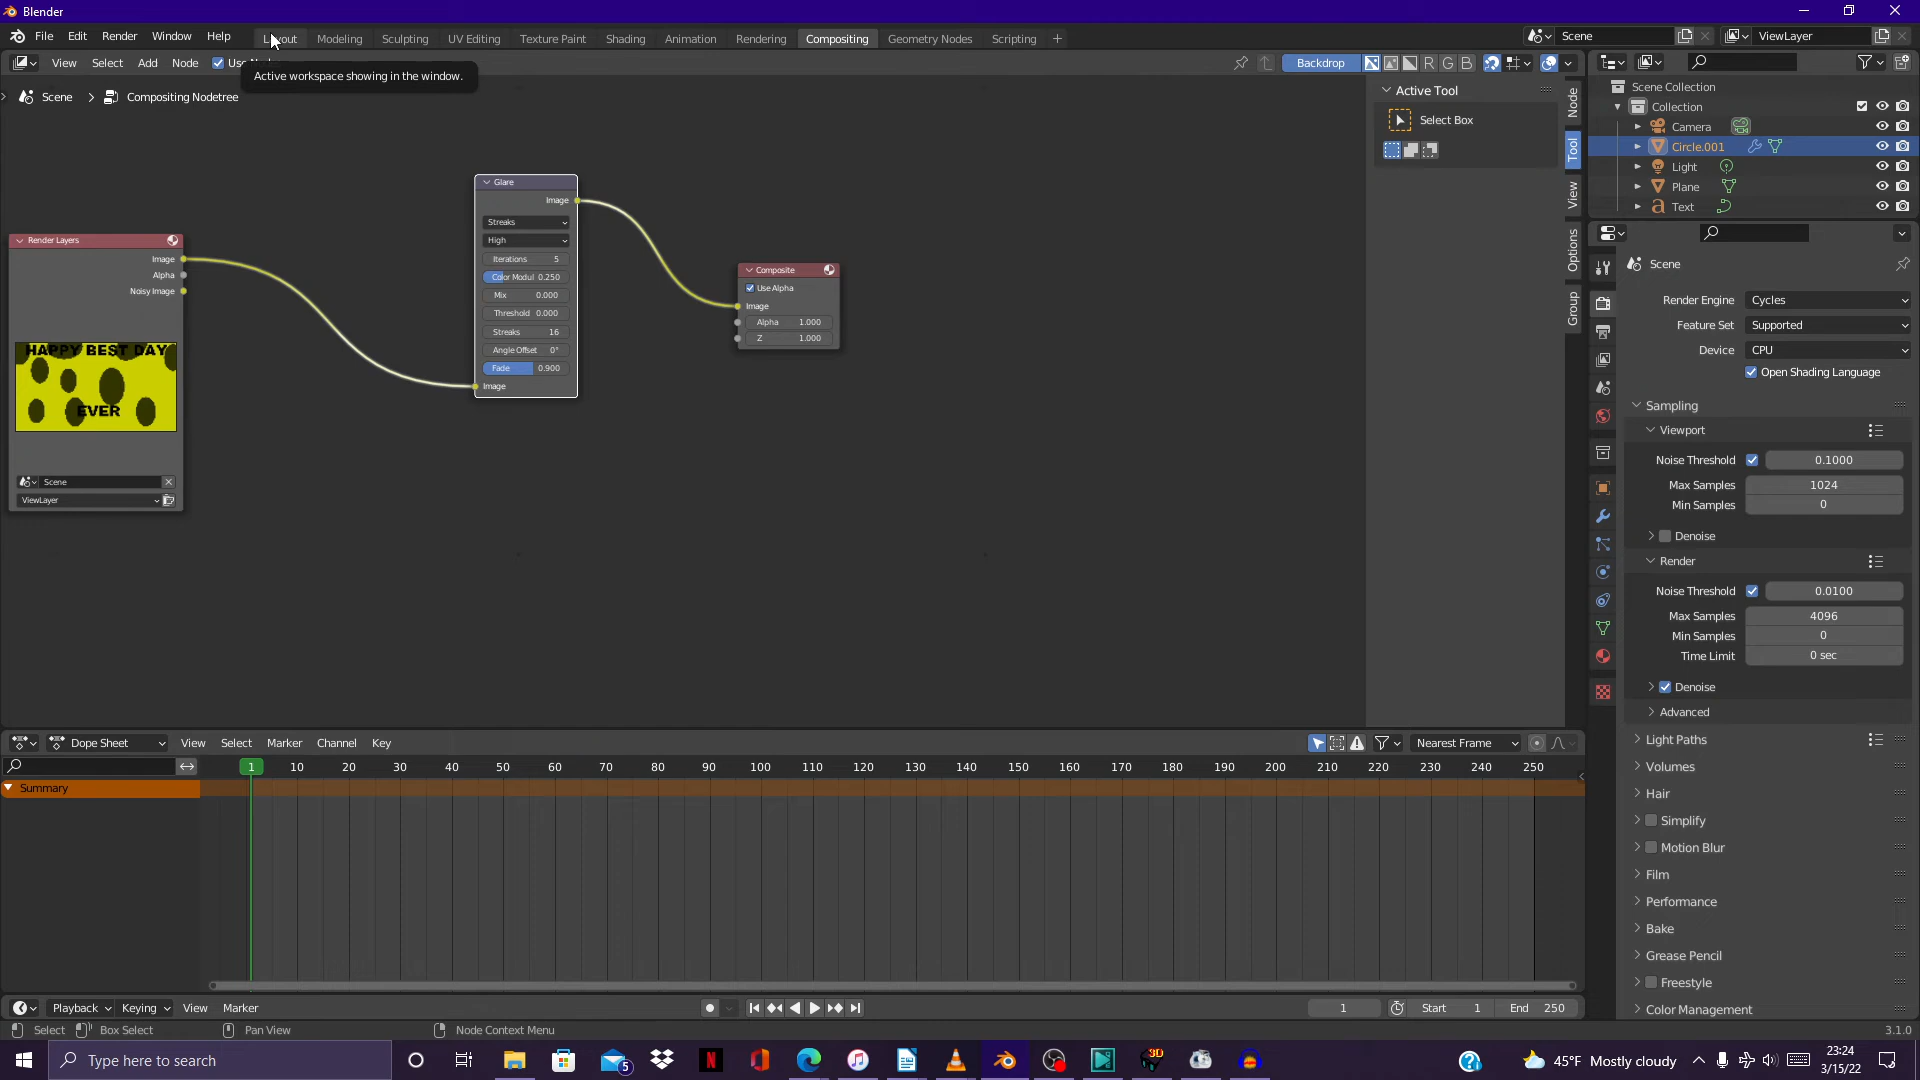 Blender
File Edit Render Window Help Layout Modeling Sculpting UV Editing Texture Paint Shading Animation Rendering Compositing Geometry Nodes Scripting + Scene ViewLayer
View Select Add Node Backdrop R G B
Active workspace showing in the window.
Scene > Compositing Nodetree
Active Tool
Select Box
Node
Tool
View
Options
Group
Scene Collection
Collection
Camera
Circle.001
Light
Plane
Text
Glare
Image
Streaks
High
Iterations 5
Color Modul 0.250
Mix 0.000
Threshold 0.000
Streaks 16
Angle Offset 0°
Fade 0.900
Image
Render Layers
Image
Alpha
Noisy Image
HAPPY BEST DAY
EVER
Scene
ViewLayer
Composite
Use Alpha
Image
Alpha 1.000
Z 1.000
Scene
Render Engine Cycles
Feature Set Supported
Device CPU
Open Shading Language
Sampling
Viewport
Noise Threshold 0.1000
Max Samples 1024
Min Samples 0
Denoise
Render
Noise Threshold 0.0100
Max Samples 4096
Min Samples 0
Time Limit 0 sec
Denoise
Advanced
Light Paths
Volumes
Hair
Simplify
Motion Blur
Film
Performance
Bake
Grease Pencil
Freestyle
Color Management
Dope Sheet View Select Marker Channel Key Nearest Frame
1 10 20 30 40 50 60 70 80 90 100 110 120 130 140 150 160 170 180 190 200 210 220 230 240 250
Summary
Playback Keying View Marker 1 Start 1 End 250
Select Box Select Pan View Node Context Menu 3.1.0
Type here to search 5 3D 45°F Mostly cloudy 23:24
3/15/22